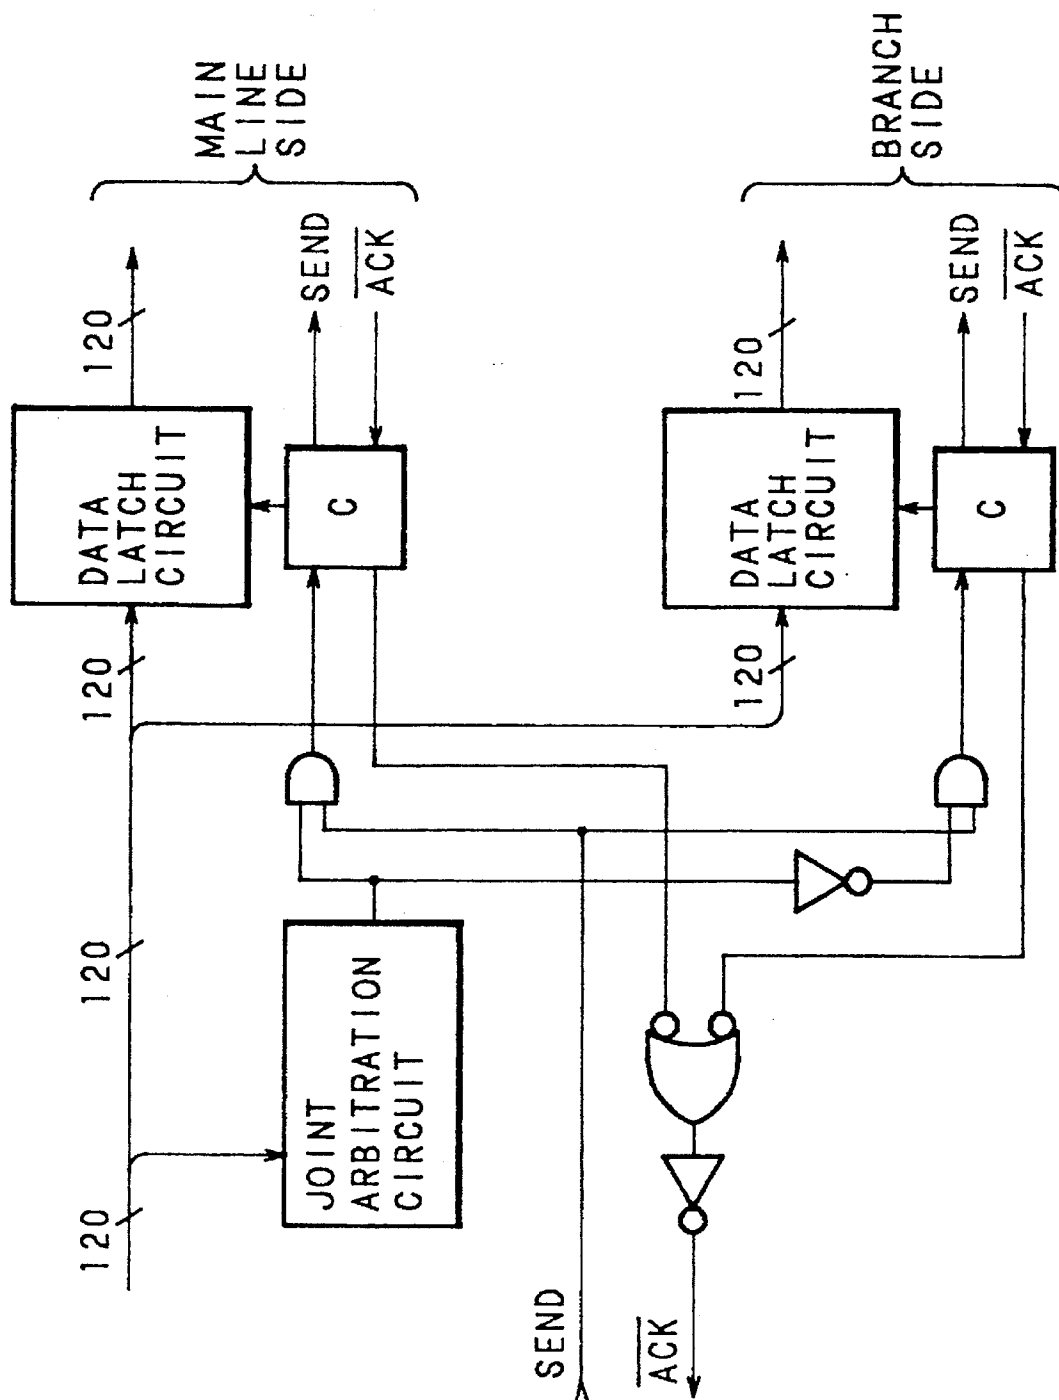 MAIN
LINE
SIDE
BRANCH
SIDE
120
SEND
ACK
120
SEND
ACK
DATA
LATCH
CIRCUIT
C
DATA
LATCH
CIRCUIT
C
120
120
120
JOINT
ARBITRATION
CIRCUIT
120
SEND
ACK